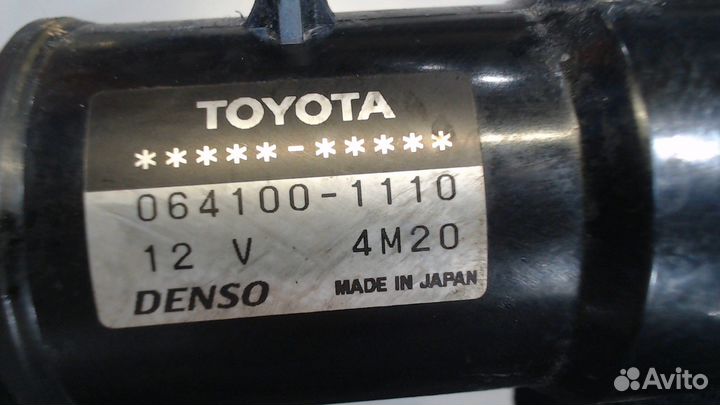 TOYOTA
*****-*****
064100-1110
12 V 4M20
DENSO MADE IN JAPAN
Avito